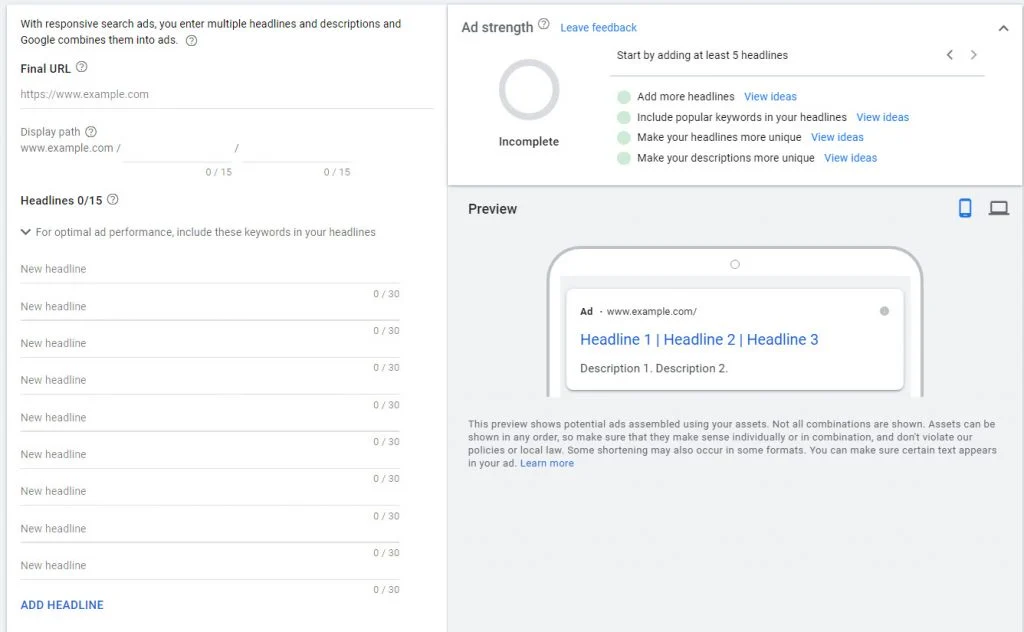 With responsive search ads, you enter multiple headlines and descriptions and
Google combines them into ads. ?
Final URL ?
https://www.example.com
Display path ?
www.example.com / /
0 / 15 0 / 15
Headlines 0/15 ?
For optimal ad performance, include these keywords in your headlines
New headline
0 / 30
New headline
0 / 30
New headline
0 / 30
New headline
0 / 30
New headline
0 / 30
New headline
0 / 30
New headline
0 / 30
New headline
0 / 30
New headline
0 / 30
ADD HEADLINE
Ad strength ? Leave feedback
Incomplete
Start by adding at least 5 headlines
Add more headlines View ideas
Include popular keywords in your headlines View ideas
Make your headlines more unique View ideas
Make your descriptions more unique View ideas
Preview
Ad · www.example.com/
Headline 1 | Headline 2 | Headline 3
Description 1. Description 2.
This preview shows potential ads assembled using your assets. Not all combinations are shown. Assets can be
shown in any order, so make sure that they make sense individually or in combination, and don't violate our
policies or local law. Some shortening may also occur in some formats. You can make sure certain text appears
in your ad. Learn more